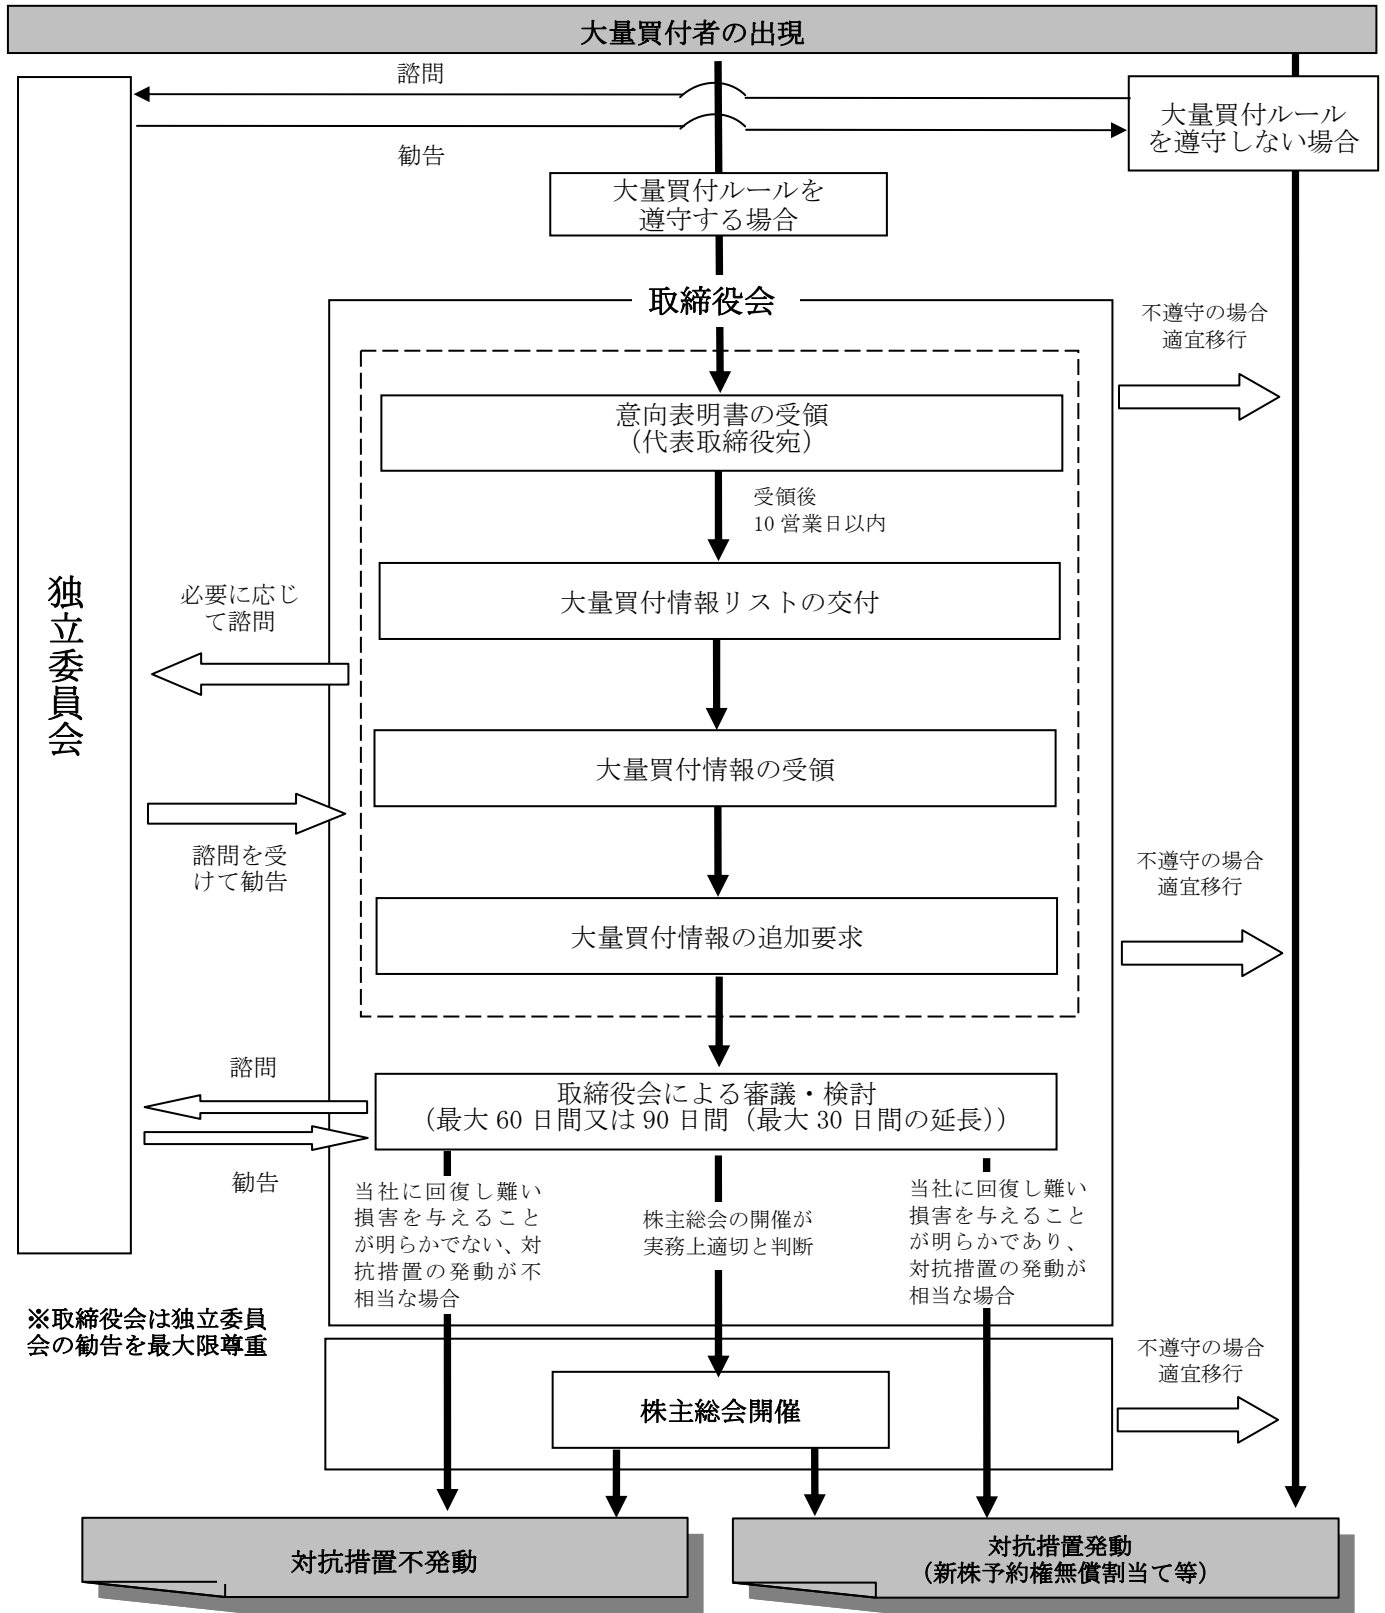 大量買付者の出現
諮問
勧告
大量買付ルール
を遵守しない場合
大量買付ルールを
遵守する場合
取締役会
不遵守の場合
適宜移行
意向表明書の受領
（代表取締役宛）
受領後
10 営業日以内
大量買付情報リストの交付
独立委員会
必要に応じ
て諮問
大量買付情報の受領
諮問を受
けて勧告
不遵守の場合
適宜移行
大量買付情報の追加要求
諮問
取締役会による審議・検討
（最大 60 日間又は 90 日間（最大 30 日間の延長））
勧告
当社に回復し難い
損害を与えること
が明らかでない、対
抗措置の発動が不
相当な場合
株主総会の開催が
実務上適切と判断
当社に回復し難い
損害を与えること
が明らかであり、
対抗措置の発動が
相当な場合
※取締役会は独立委員
会の勧告を最大限尊重
不遵守の場合
適宜移行
株主総会開催
対抗措置不発動
対抗措置発動
（新株予約権無償割当て等）